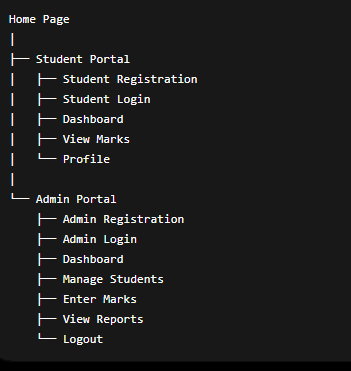 Home Page
│
├── Student Portal
│   ├── Student Registration
│   ├── Student Login
│   ├── Dashboard
│   ├── View Marks
│   └── Profile
│
└── Admin Portal
    ├── Admin Registration
    ├── Admin Login
    ├── Dashboard
    ├── Manage Students
    ├── Enter Marks
    ├── View Reports
    └── Logout